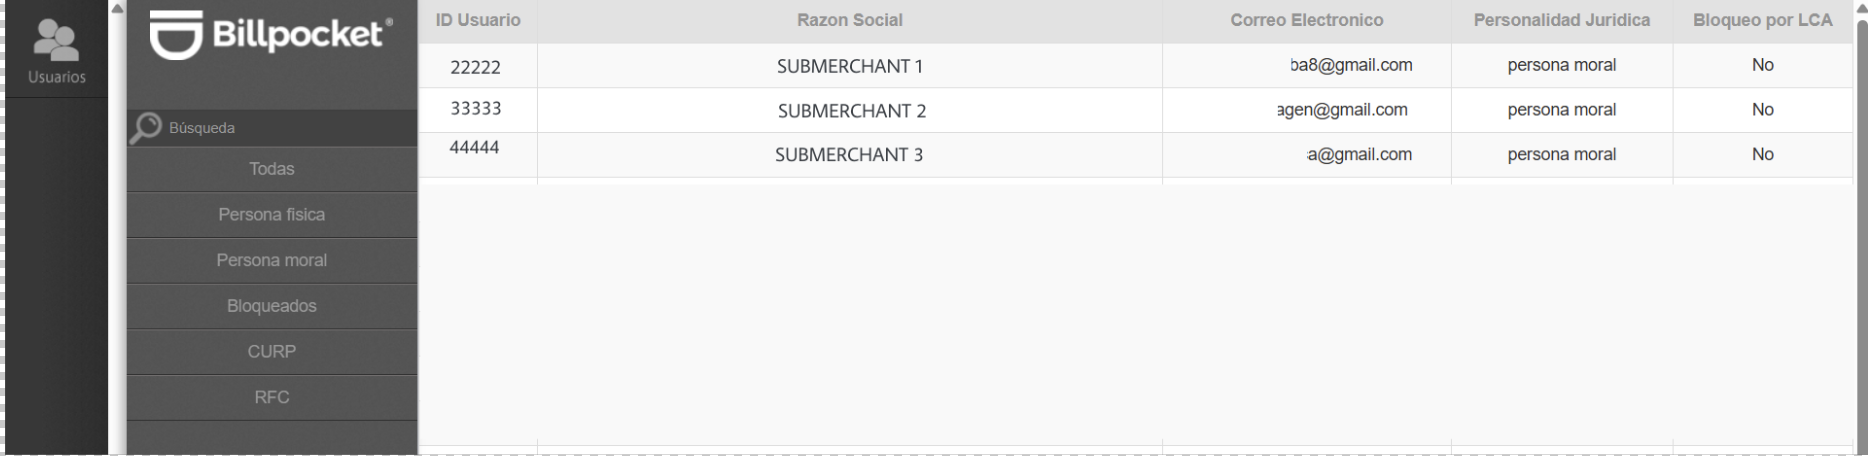 Usuarios
Billpocket®
Búsqueda
Todas
Persona fisica
Persona moral
Bloqueados
CURP
RFC
ID Usuario Razon Social Correo Electronico Personalidad Juridica Bloqueo por LCA
22222 SUBMERCHANT 1 ba8@gmail.com persona moral No
33333 SUBMERCHANT 2 agen@gmail.com persona moral No
44444 SUBMERCHANT 3 a@gmail.com persona moral No